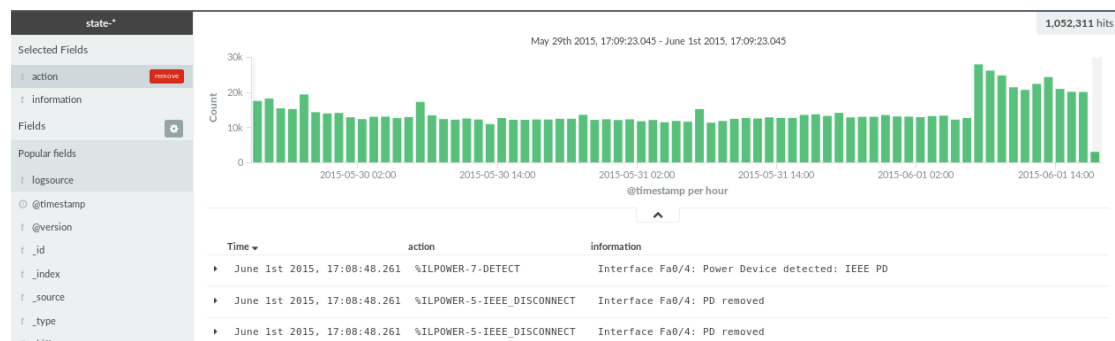 state-*
1,052,311 hits
Selected Fields
t action remove
t information
Fields
Popular fields
t logsource
@timestamp
t @version
t _id
t _index
t _source
t _type
May 29th 2015, 17:09:23.045 - June 1st 2015, 17:09:23.045
Count
30k
20k
10k
0
2015-05-30 02:00 2015-05-30 14:00 2015-05-31 02:00 2015-05-31 14:00 2015-06-01 02:00 2015-06-01 14:00
@timestamp per hour
Time action information
June 1st 2015, 17:08:48.261 %ILPOWER-7-DETECT Interface Fa0/4: Power Device detected: IEEE PD
June 1st 2015, 17:08:48.261 %ILPOWER-5-IEEE_DISCONNECT Interface Fa0/4: PD removed
June 1st 2015, 17:08:48.261 %ILPOWER-5-IEEE_DISCONNECT Interface Fa0/4: PD removed